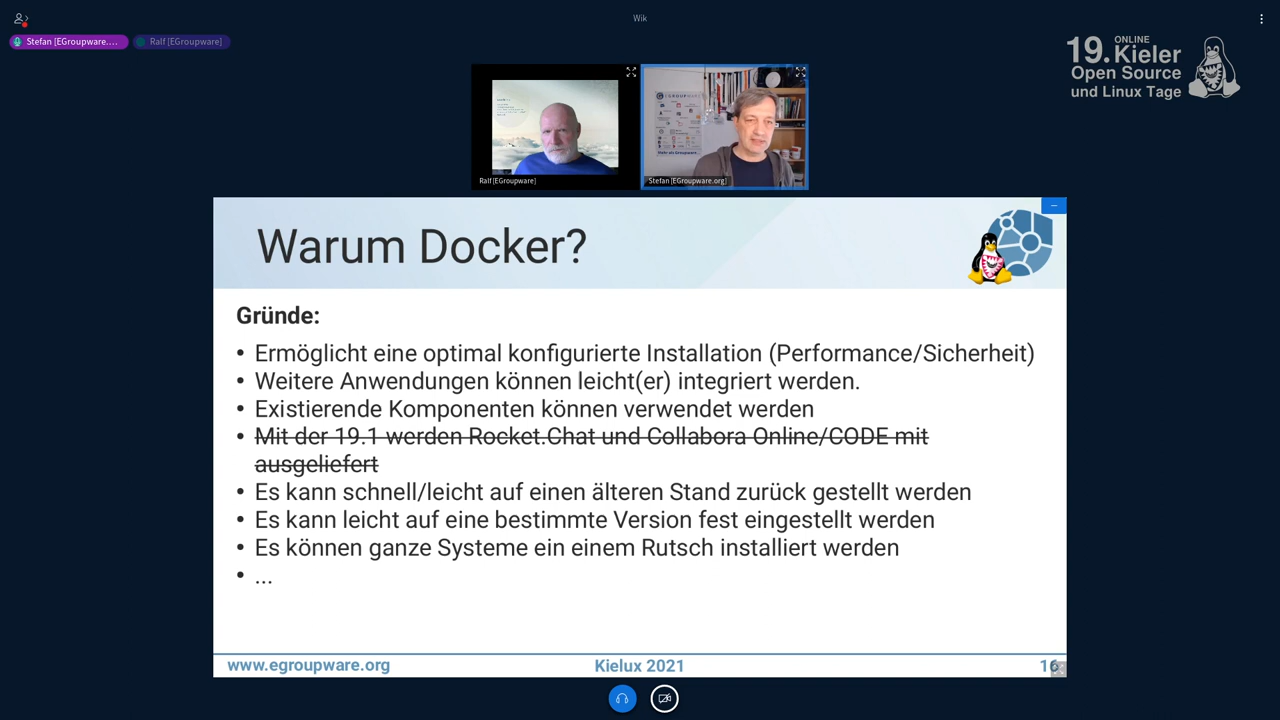 Wik
Stefan [EGroupware....
Ralf [EGroupware]
19. ONLINE Kieler
Open Source
und Linux Tage
EGROUPWARE
Mehr als Groupware
Ralf [EGroupware]
Stefan [EGroupware.org]
Warum Docker?
Gründe:
• Ermöglicht eine optimal konfigurierte Installation (Performance/Sicherheit)
• Weitere Anwendungen können leicht(er) integriert werden.
• Existierende Komponenten können verwendet werden
• Mit der 19.1 werden Rocket.Chat und Collabora Online/CODE mit
ausgeliefert
• Es kann schnell/leicht auf einen älteren Stand zurück gestellt werden
• Es kann leicht auf eine bestimmte Version fest eingestellt werden
• Es können ganze Systeme ein einem Rutsch installiert werden
• ...
www.egroupware.org
Kielux 2021
16